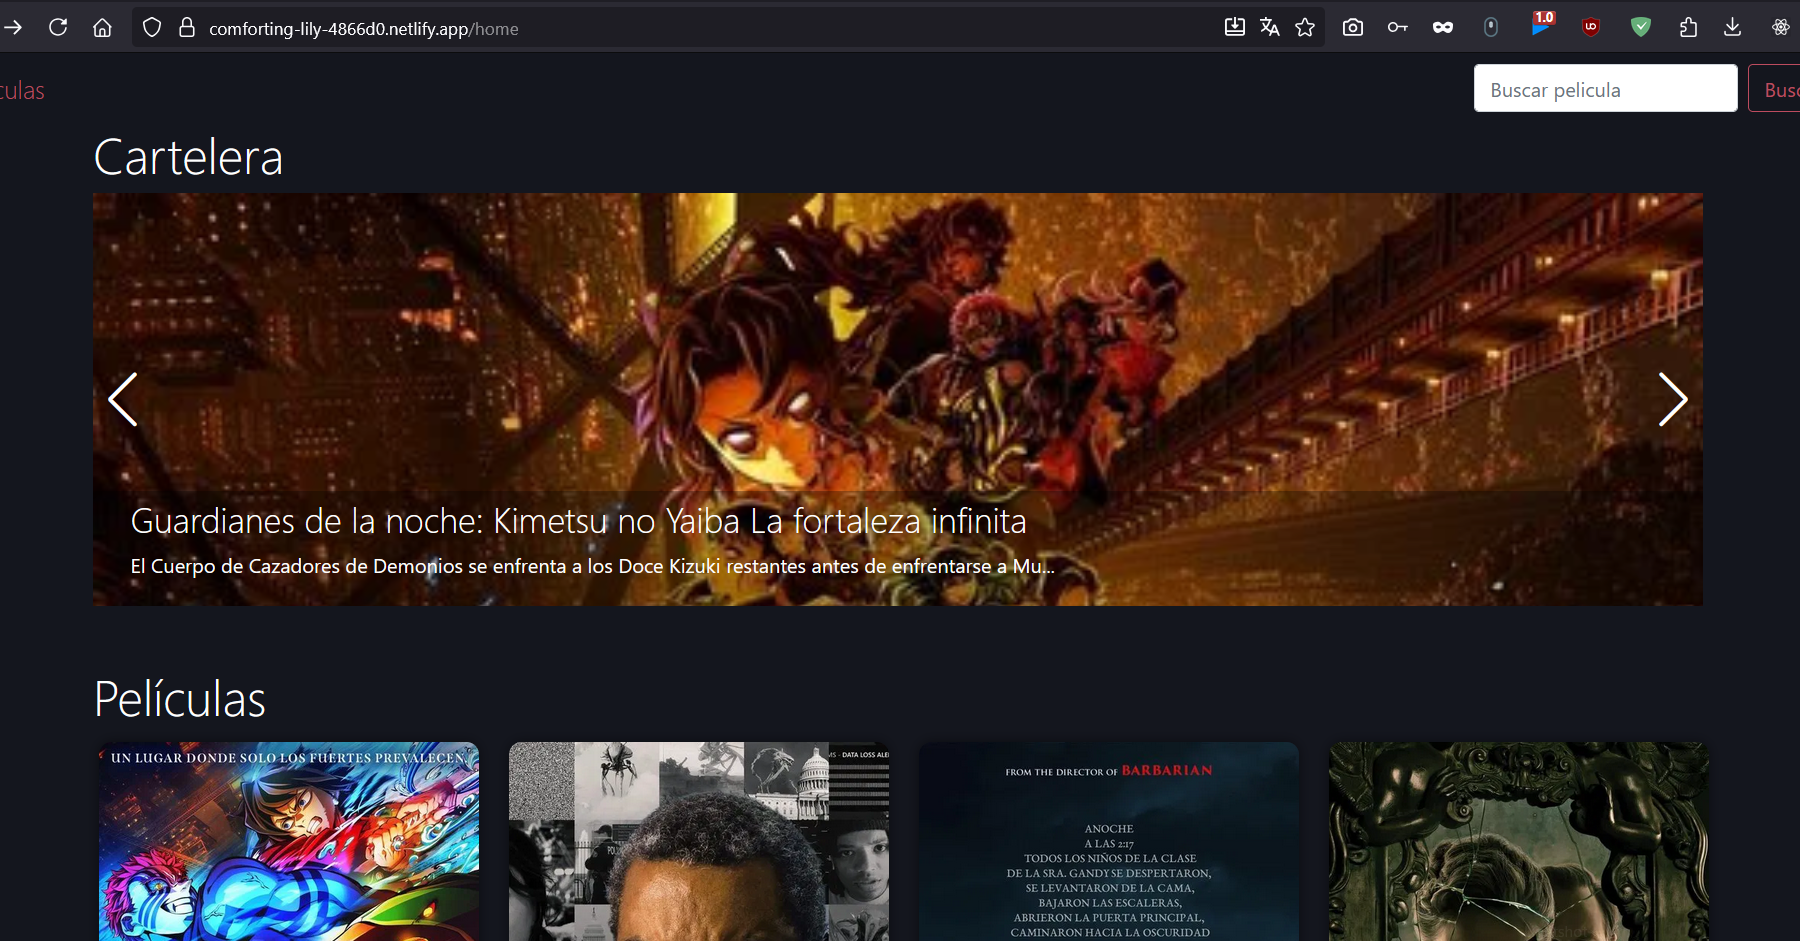 comforting-lily-4866d0.netlify.app/home
1.0
culas
Buscar pelicula
Busc
Cartelera
Guardianes de la noche: Kimetsu no Yaiba La fortaleza infinita
El Cuerpo de Cazadores de Demonios se enfrenta a los Doce Kizuki restantes antes de enfrentarse a Mu...
Películas
UN LUGAR DONDE SOLO LOS FUERTES PREVALECEN.
MS - DATA LOSS ALE
FROM THE DIRECTOR OF BARBARIAN
ANOCHE
A LAS 2:17
TODOS LOS NIÑOS DE LA CLASE
DE LA SRA. GANDY SE DESPERTARON,
SE LEVANTARON DE LA CAMA,
BAJARON LAS ESCALERAS,
ABRIERON LA PUERTA PRINCIPAL,
CAMINARON HACIA LA OSCURIDAD